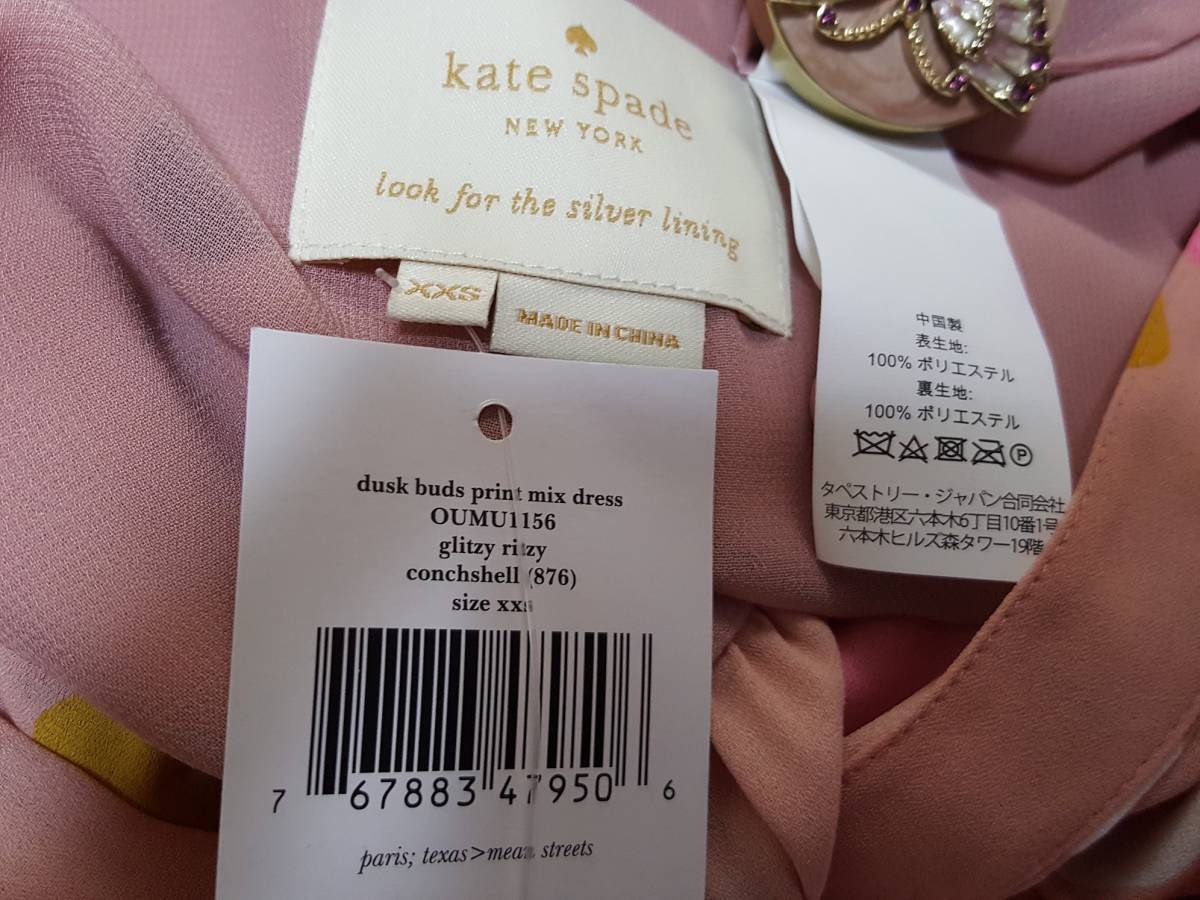 kate spade
NEW YORK
look for the silver lining
XXS
MADE IN CHINA
中国製
表生地:
100% ポリエステル
裏生地:
100% ポリエステル
P
タペストリー・ジャパン合同会社
東京都港区六本木6丁目10番1号
六本木ヒルズ森タワー19階
dusk buds print mix dress
OUMU1156
glitzy ritzy
conchshell (876)
size xxs
7 67883 47950 6
paris; texas>mean streets